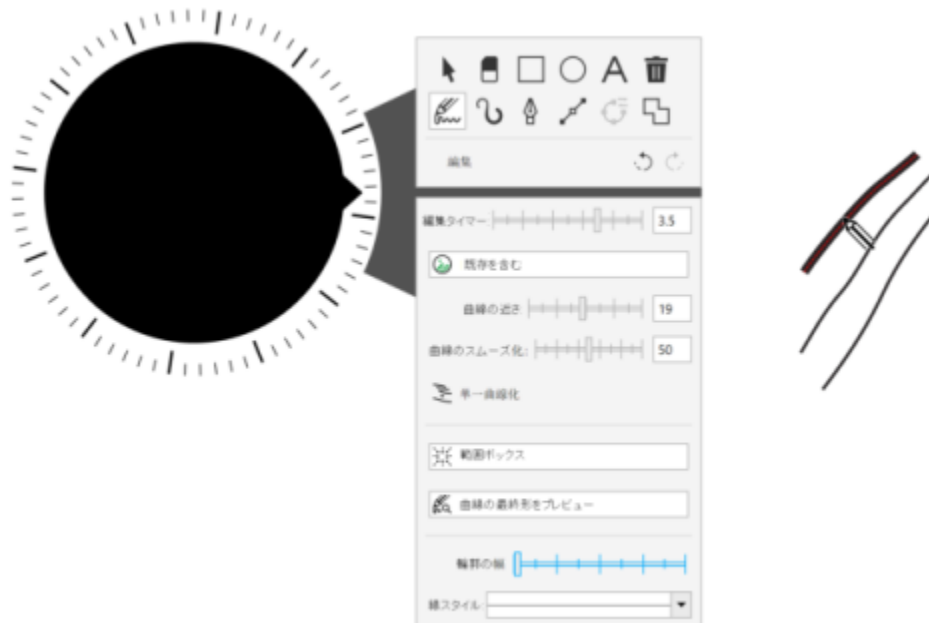 A
編集
編集タイマー: 3.5
既存を含む
曲線の近さ 19
曲線のスムーズ化: 50
単一曲線化
範囲ボックス
曲線の最終形をプレビュー
輪郭の幅
線スタイル: